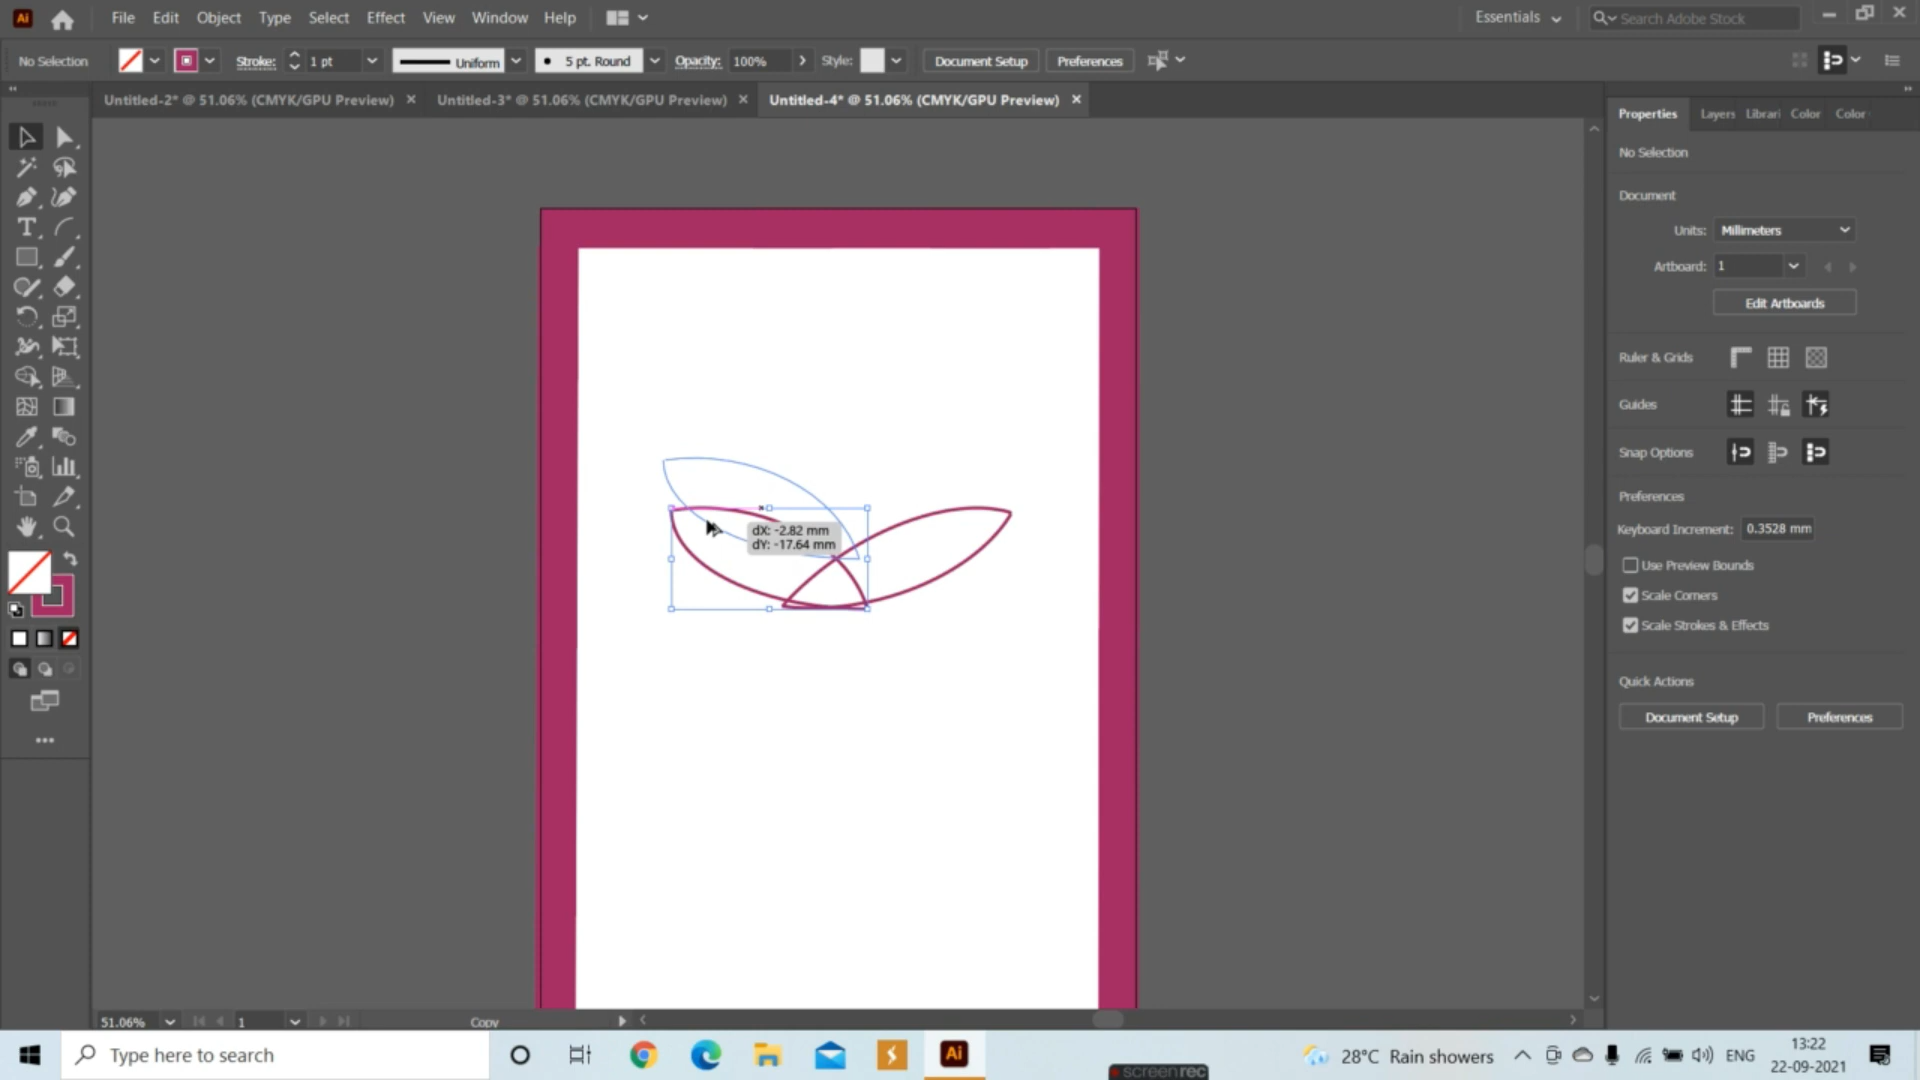 Ai File Edit Object Type Select Effect View Window Help Essentials Search Adobe Stock
No Selection Stroke: 1 pt Uniform 5 pt. Round Opacity: 100% Style: Document Setup Preferences
Untitled-2* @ 51.06% (CMYK/GPU Preview) Untitled-3* @ 51.06% (CMYK/GPU Preview) Untitled-4* @ 51.06% (CMYK/GPU Preview)
Properties Layers Librari Color Color
No Selection
Document
Units: Millimeters
Artboard: 1
Edit Artboards
Ruler & Grids
Guides
Snap Options
Preferences
Keyboard Increment: 0.3528 mm
Use Preview Bounds
Scale Corners
Scale Strokes & Effects
Quick Actions
Document Setup Preferences
dX: -2.82 mm
dY: -17.64 mm
51.06% 1 Copy
Type here to search Ai 28°C Rain showers ENG 13:22
22-09-2021
screenrec